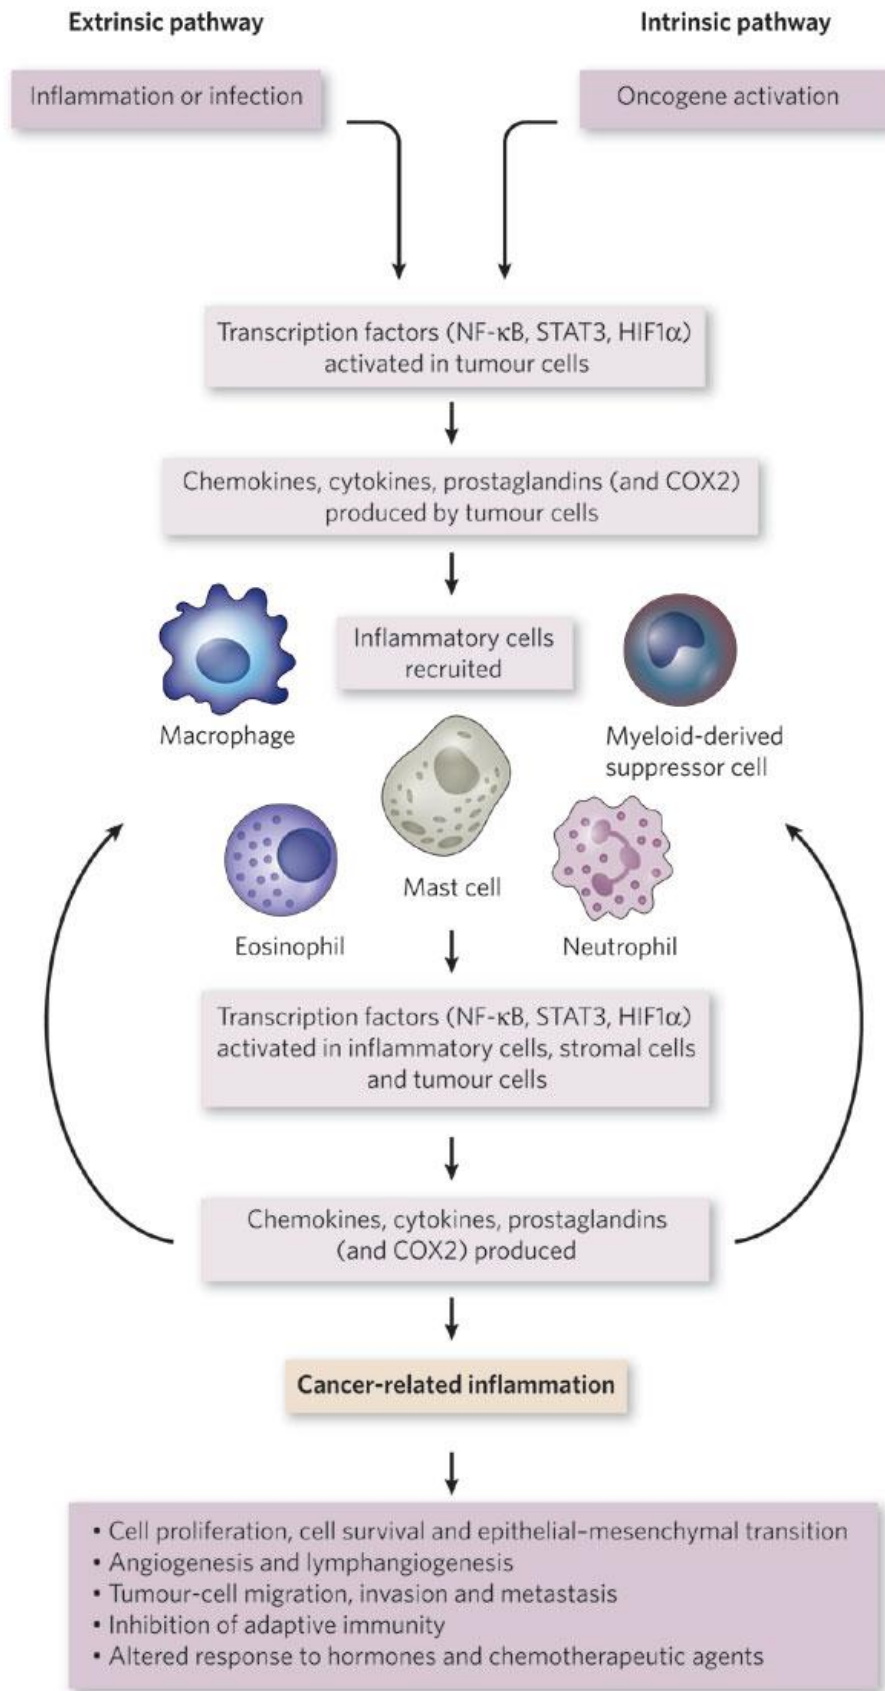 Extrinsic pathway
Intrinsic pathway
Inflammation or infection
Oncogene activation
Transcription factors (NF-κB, STAT3, HIF1α)
activated in tumour cells
Chemokines, cytokines, prostaglandins (and COX2)
produced by tumour cells
Inflammatory cells
recruited
Macrophage
Myeloid-derived
suppressor cell
Mast cell
Eosinophil
Neutrophil
Transcription factors (NF-κB, STAT3, HIF1α)
activated in inflammatory cells, stromal cells
and tumour cells
Chemokines, cytokines, prostaglandins
(and COX2) produced
Cancer-related inflammation
• Cell proliferation, cell survival and epithelial–mesenchymal transition
• Angiogenesis and lymphangiogenesis
• Tumour-cell migration, invasion and metastasis
• Inhibition of adaptive immunity
• Altered response to hormones and chemotherapeutic agents